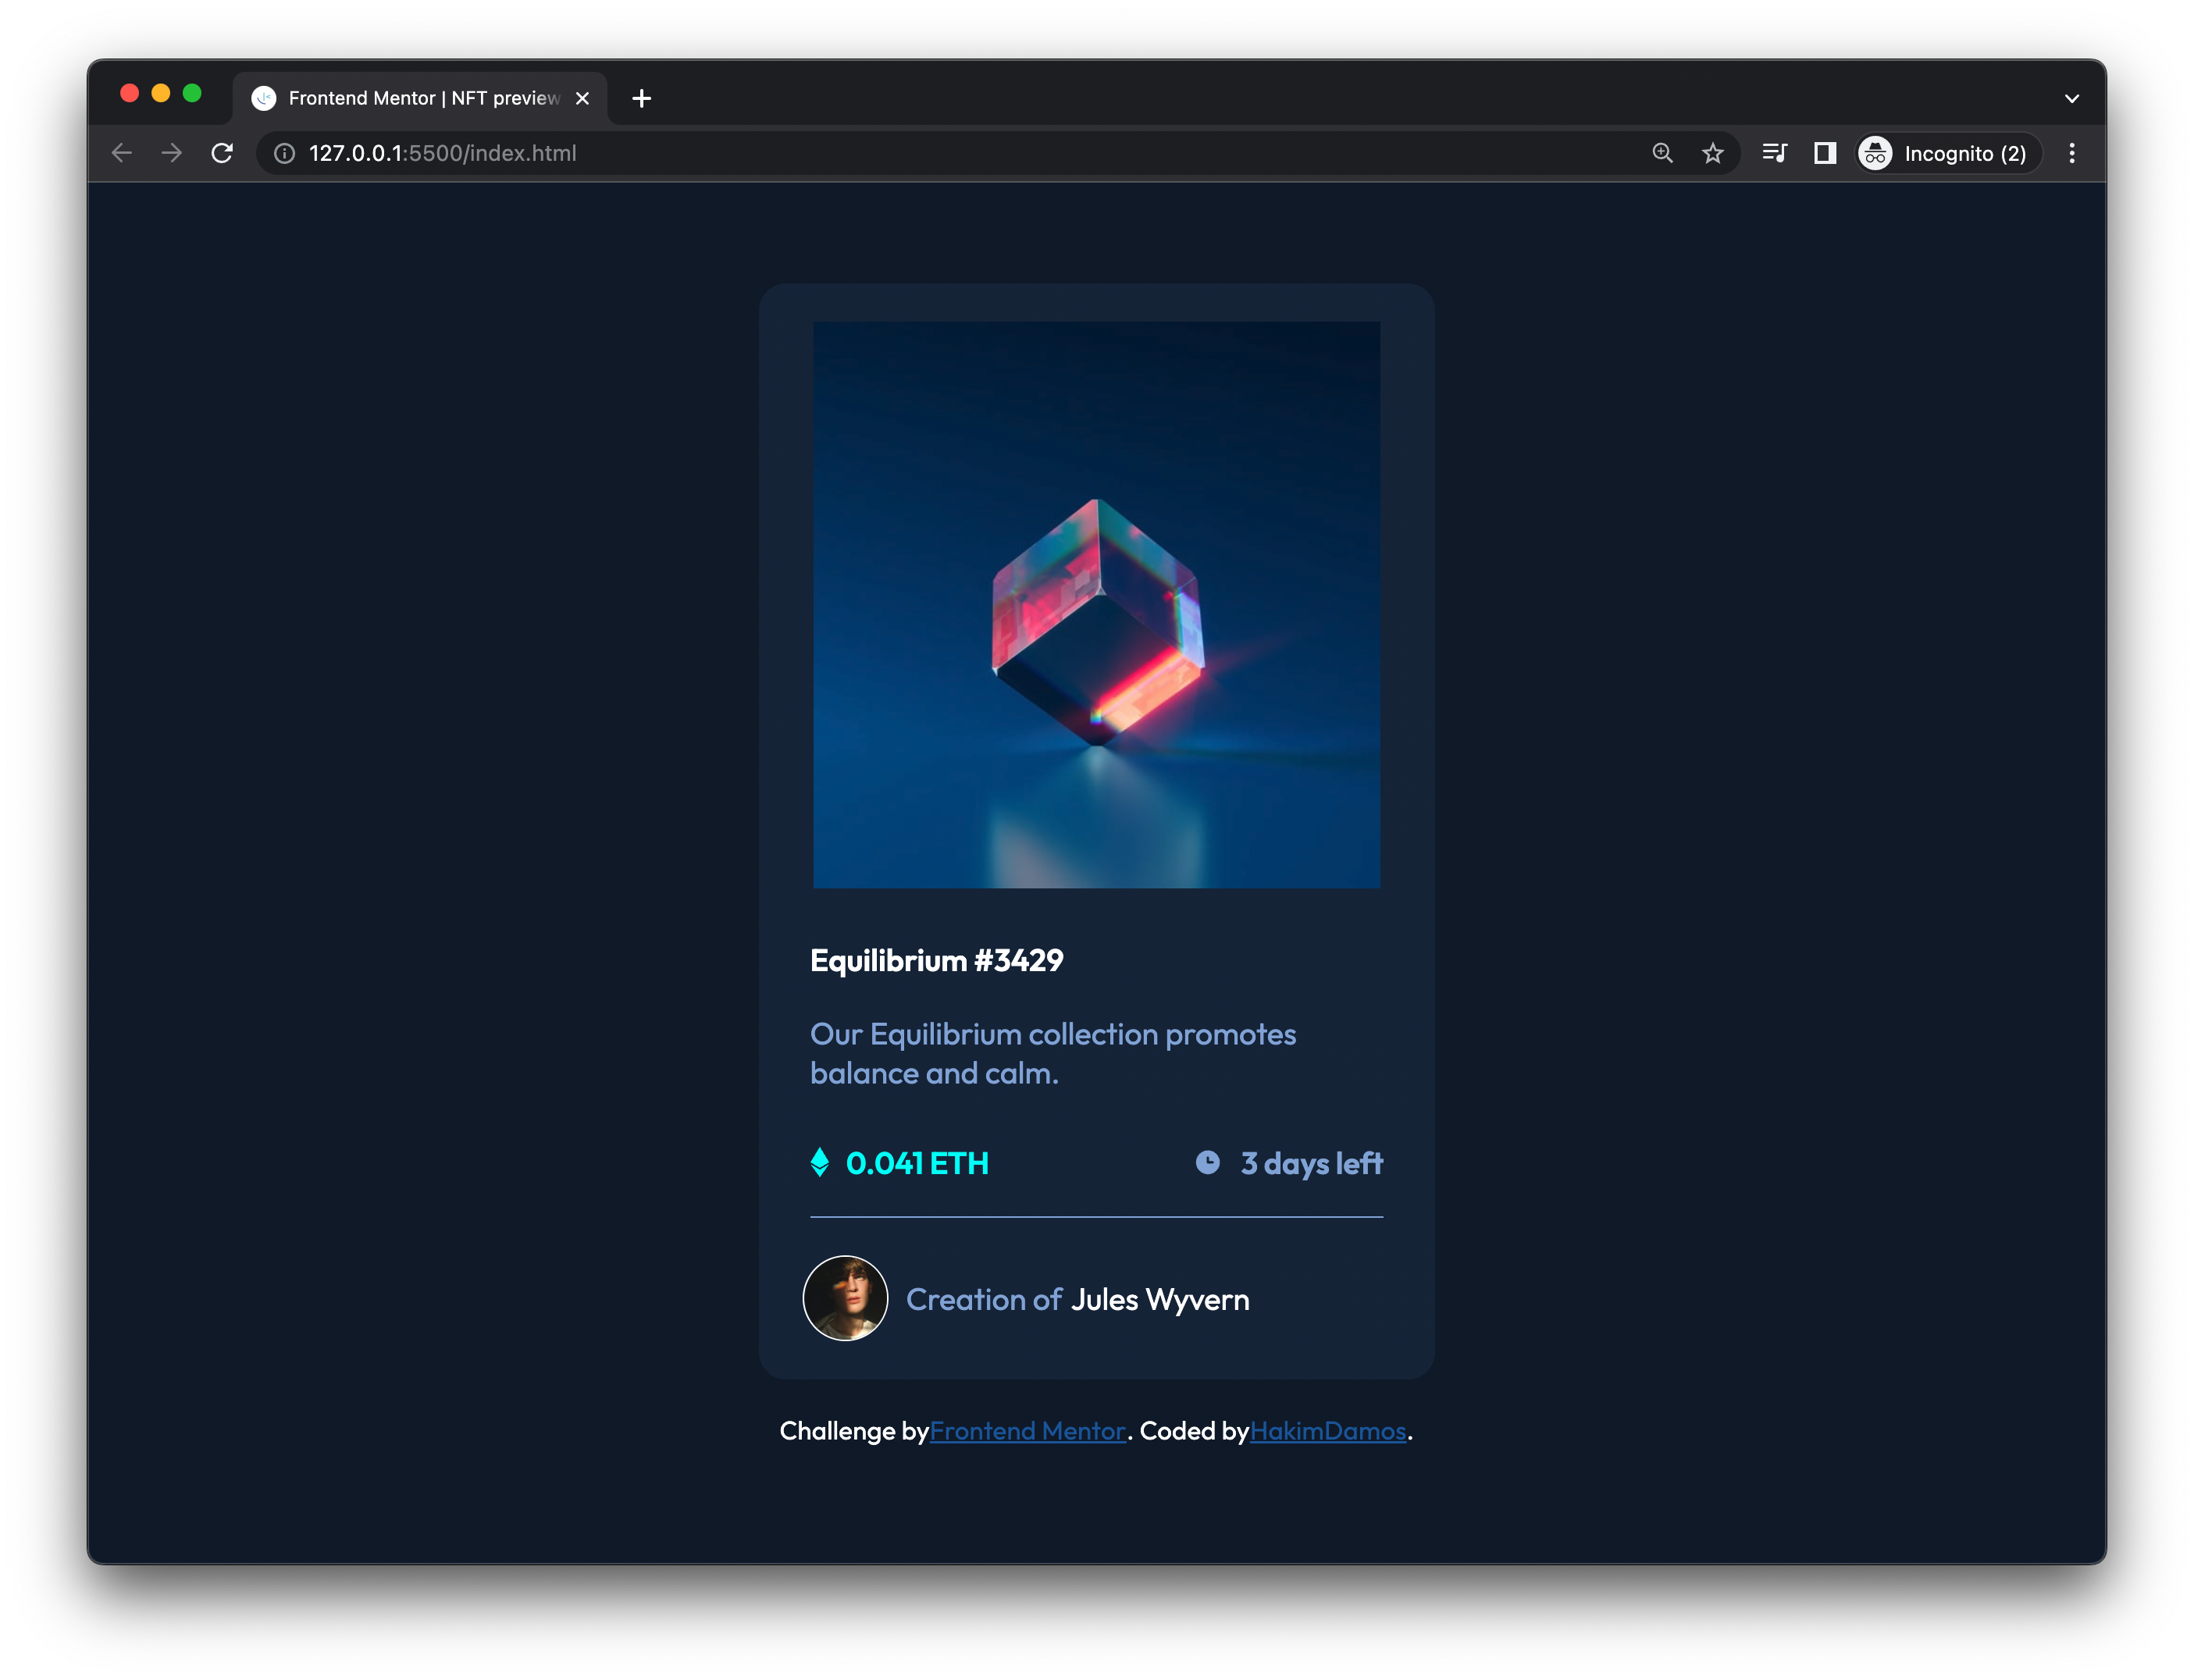 Frontend Mentor | NFT preview
127.0.0.1:5500/index.html
Incognito (2)
Equilibrium #3429
Our Equilibrium collection promotes
balance and calm.
0.041 ETH
3 days left
Creation of Jules Wyvern
Challenge byFrontend Mentor. Coded byHakimDamos.